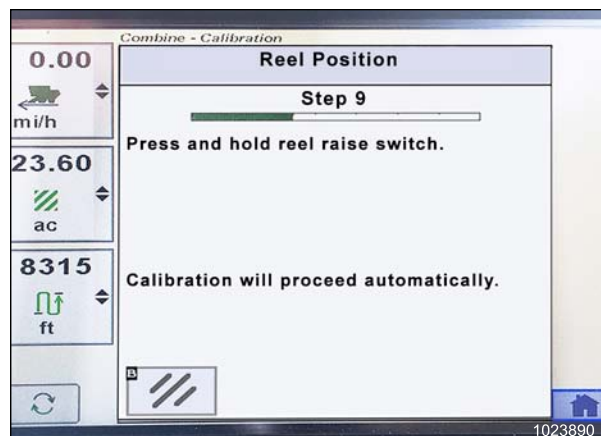 Combine - Calibration
0.00
mi/h
23.60
ac
8315
ft
Reel Position
Step 9
Press and hold reel raise switch.
Calibration will proceed automatically.
B
1023890